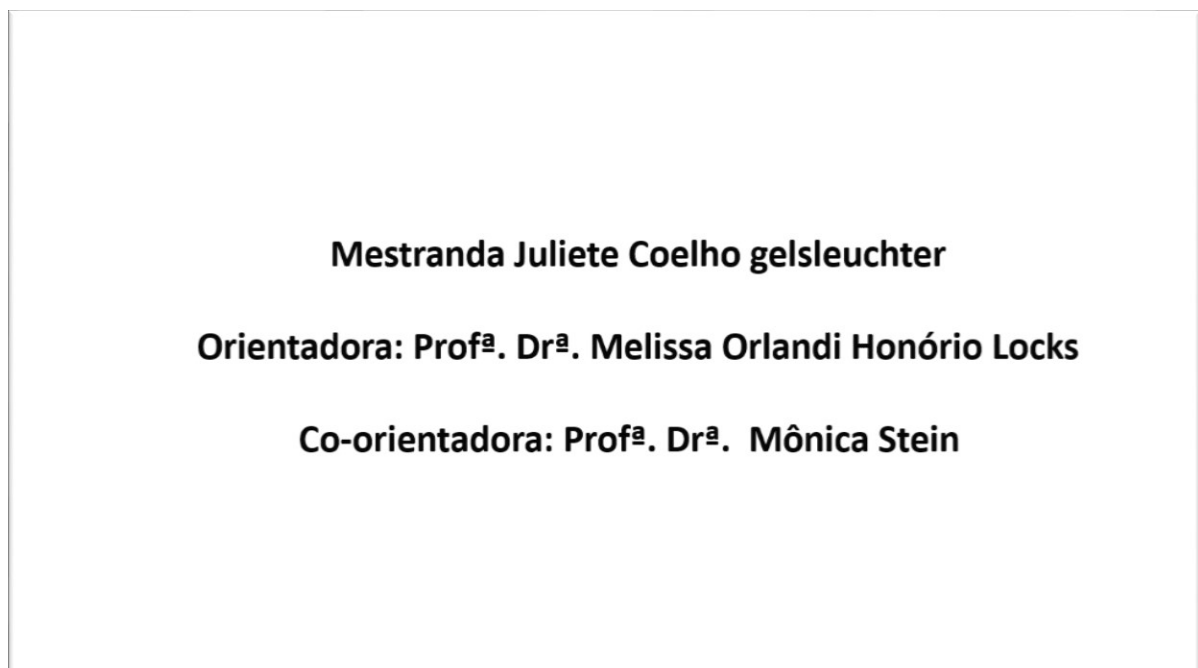 Mestranda Juliete Coelho gelsleuchter
Orientadora: Profª. Drª. Melissa Orlandi Honório Locks
Co-orientadora: Profª. Drª.  Mônica Stein